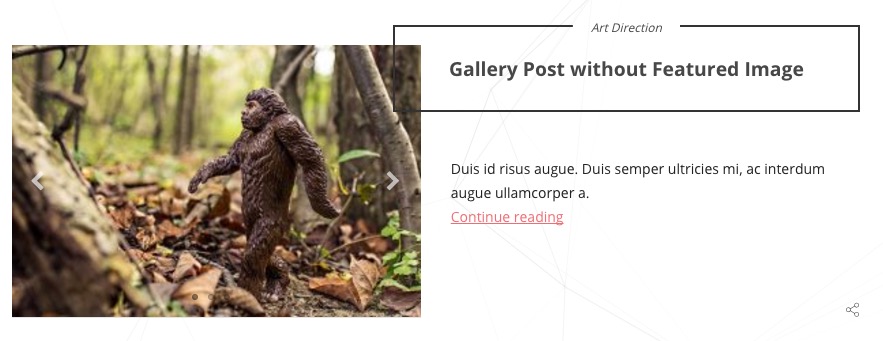 Art Direction
Gallery Post without Featured Image
Duis id risus augue. Duis semper ultricies mi, ac interdum
augue ullamcorper a.
Continue reading